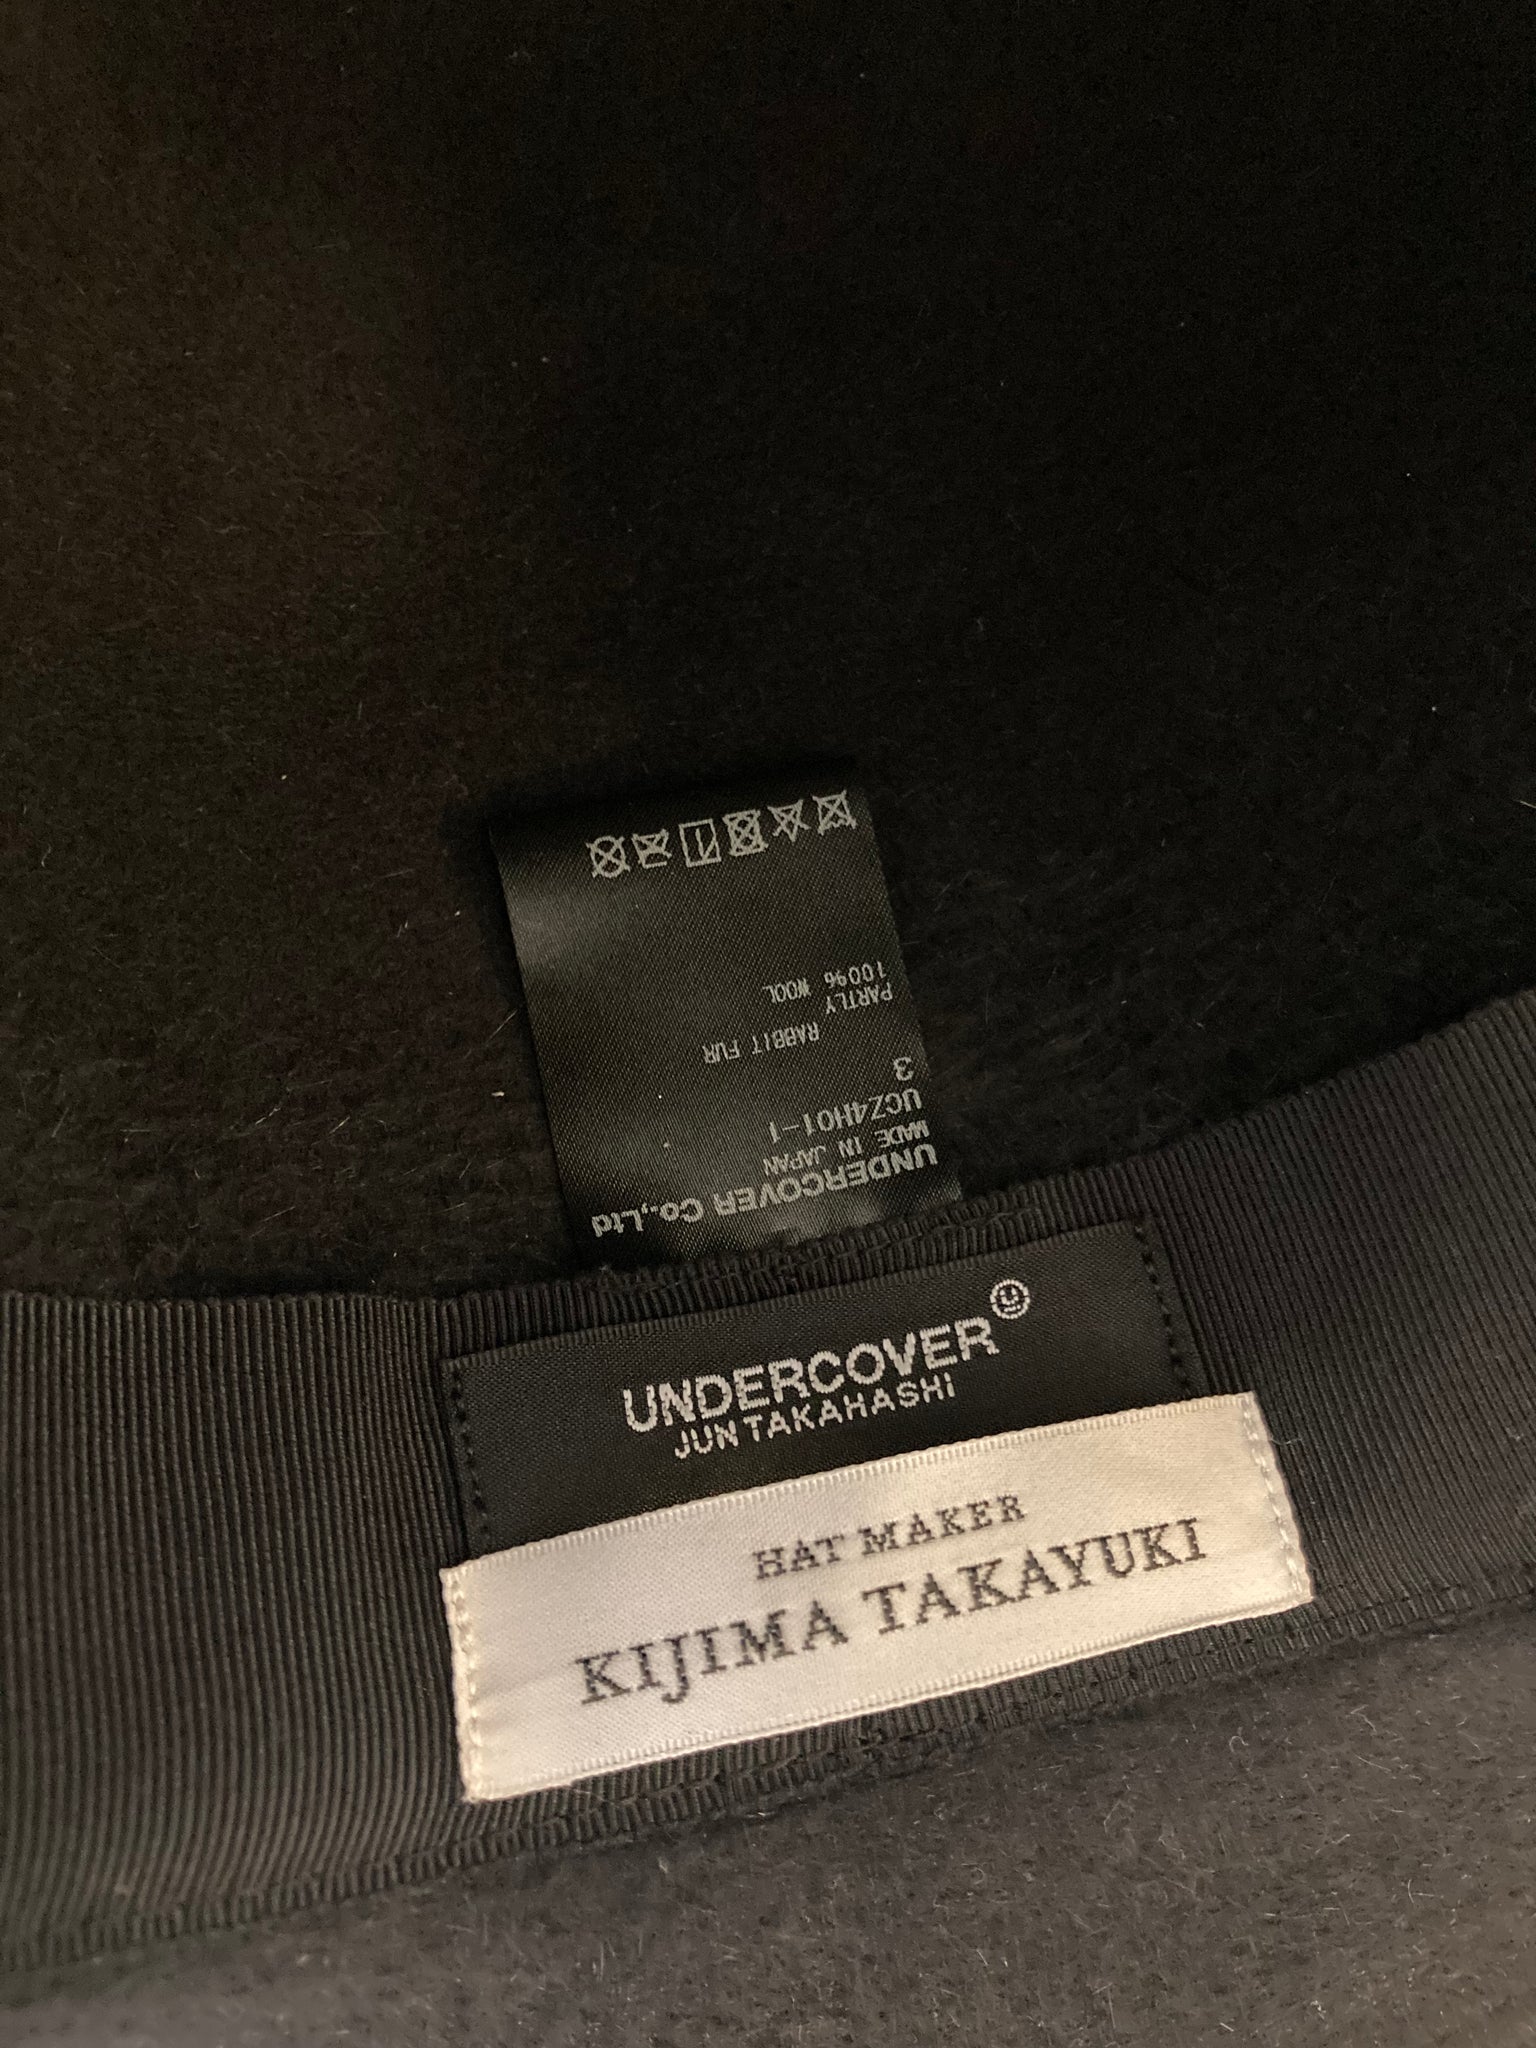 UNDERCOVER
JUN TAKAHASHI
HAT MAKER
KIJIMA TAKAYUKI
UNDERCOVER Co.,Ltd
MADE IN JAPAN
UCZ4H01-1
3
RABBIT FUR
PARTLY
100% WOOL